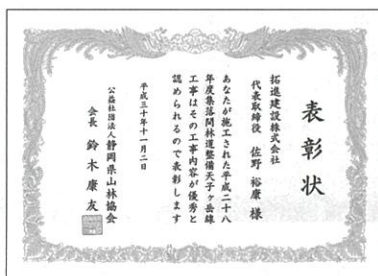 表彰状
拓進建設株式会社
代表取締役 佐野裕康 様
あなたが施工された平成二十八
年度集落間林道整備天子ヶ岳線
工事はその工事内容が優秀と
認められるので表彰します
平成三十年十一月二日
公益社団法人静岡県山林協会
会長 鈴木康友